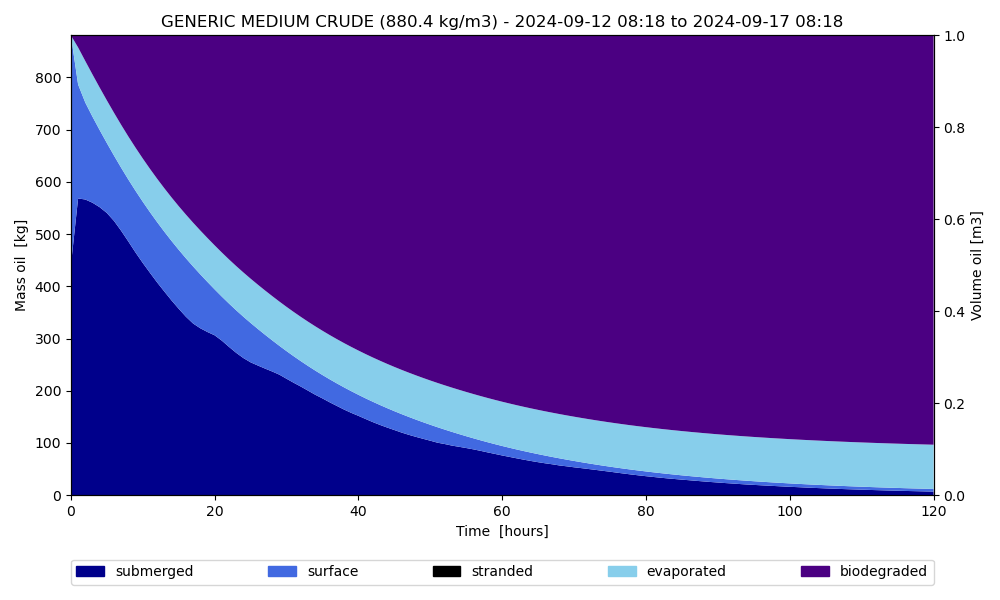 GENERIC MEDIUM CRUDE (880.4 kg/m3) - 2024-09-12 08:18 to 2024-09-17 08:18
Mass oil  [kg]
800
700
600
500
400
300
200
100
0
1.0
0.8
0.6
0.4
0.2
0.0
Volume oil [m3]
0 20 40 60 80 100 120
Time  [hours]
submerged surface stranded evaporated biodegraded